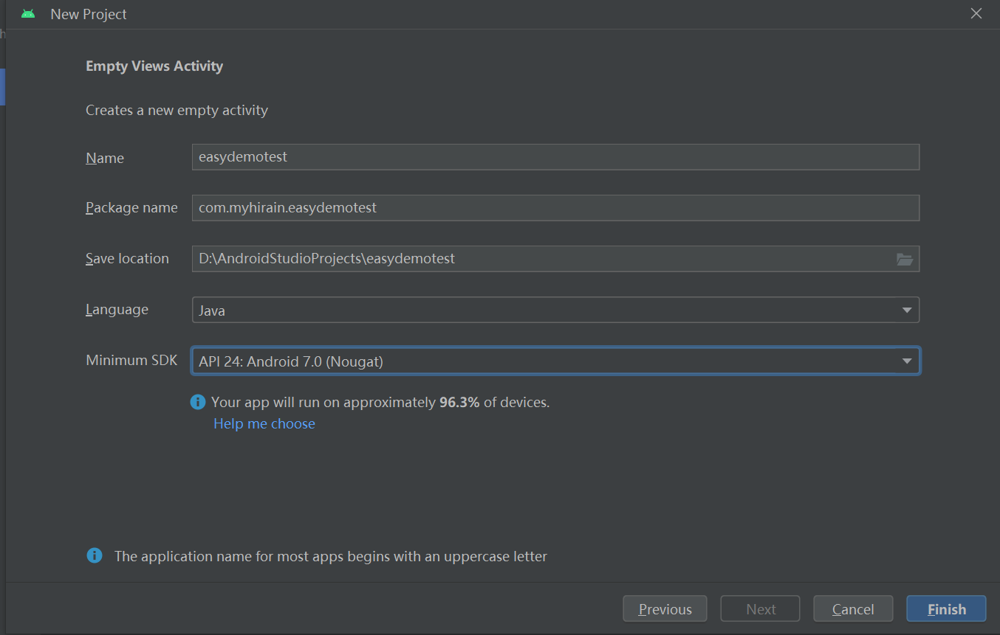 New Project
Empty Views Activity
Creates a new empty activity
Name
easydemotest
Package name
com.myhirain.easydemotest
Save location
D:\AndroidStudioProjects\easydemotest
Language
Java
Minimum SDK
API 24: Android 7.0 (Nougat)
Your app will run on approximately 96.3% of devices.
Help me choose
The application name for most apps begins with an uppercase letter
Previous
Next
Cancel
Finish